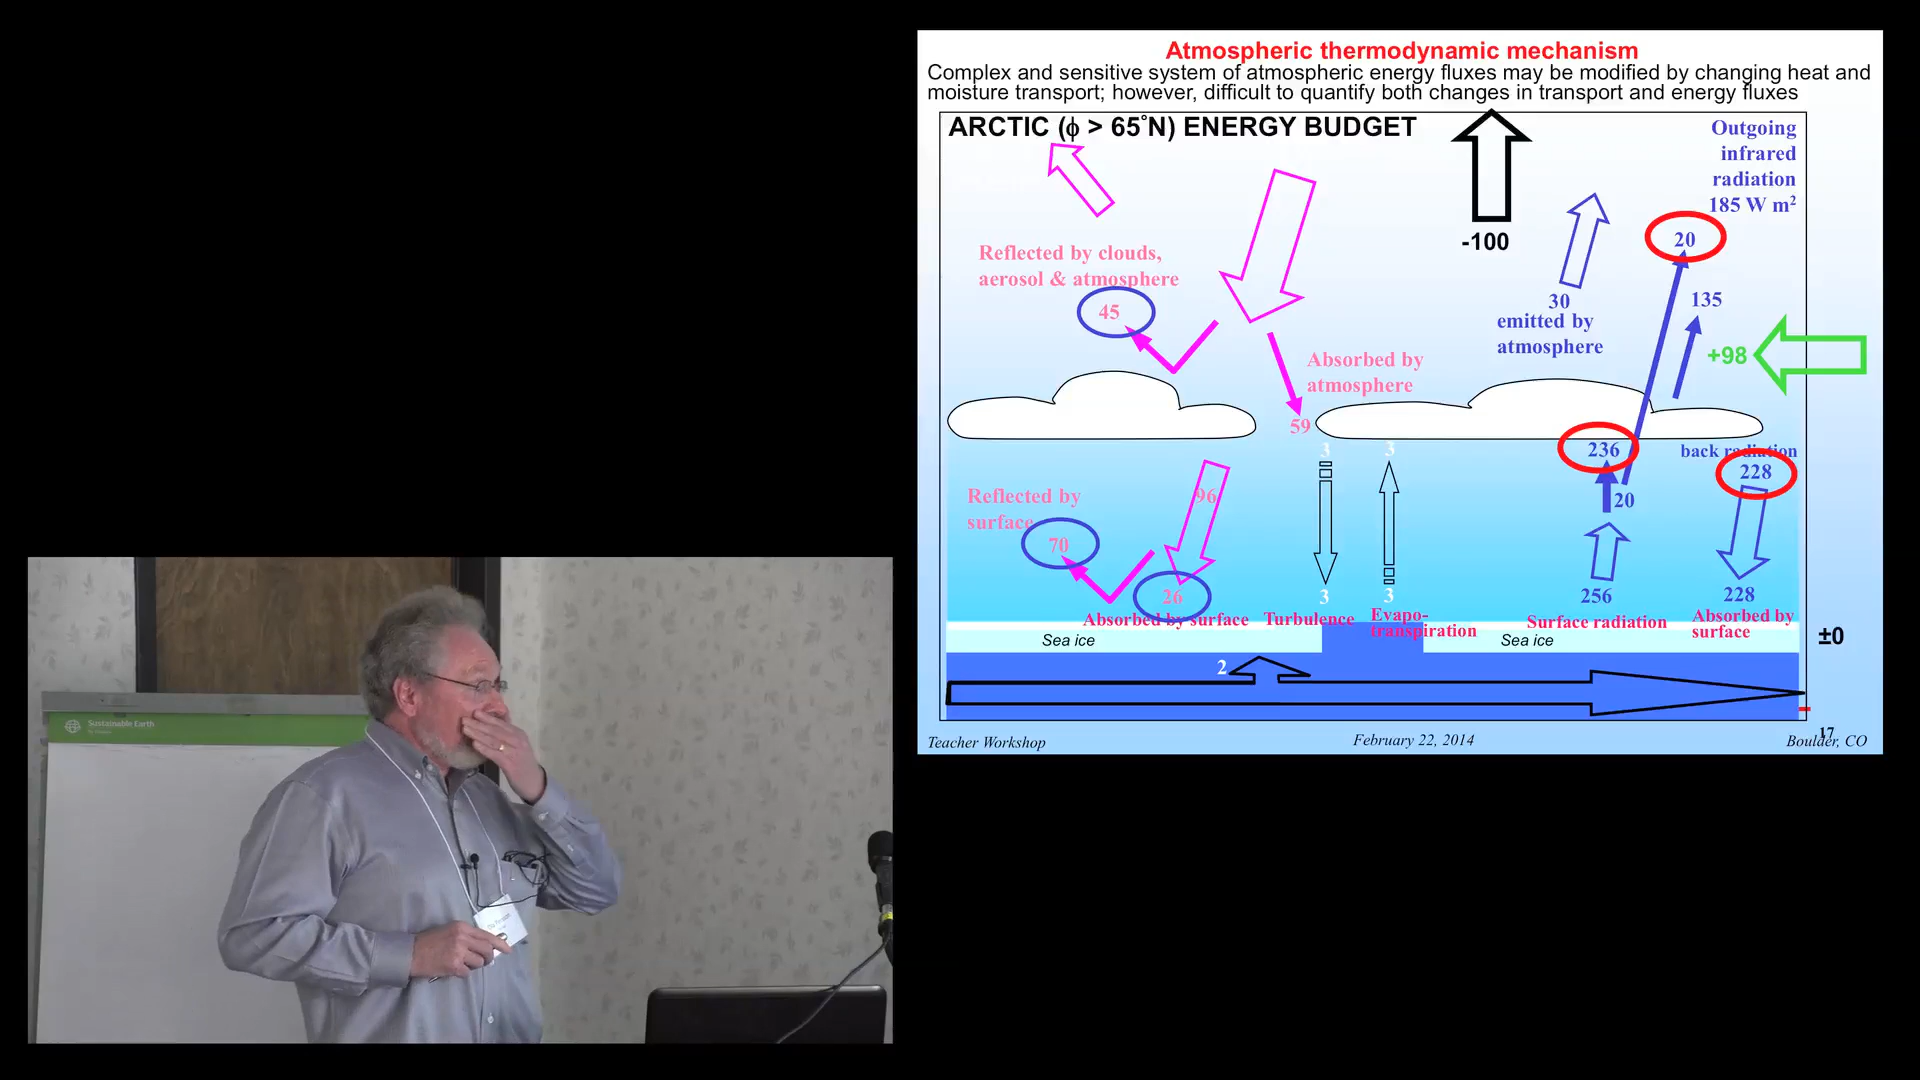 Atmospheric thermodynamic mechanism
Complex and sensitive system of atmospheric energy fluxes may be modified by changing heat and
moisture transport; however, difficult to quantify both changes in transport and energy fluxes
ARCTIC (ϕ > 65°N) ENERGY BUDGET
Outgoing
infrared
radiation
185 W m²
-100
20
Reflected by clouds,
aerosol & atmosphere
45
30
emitted by
atmosphere
135
+98
Absorbed by
atmosphere
59
3
3
236
back radiation
228
Reflected by
surface
96
20
70
26
3
3
256
228
Absorbed by surface
Turbulence
Evapo-
transpiration
Surface radiation
Absorbed by
surface
Sea ice
Sea ice
±0
2
17
Teacher Workshop
February 22, 2014
Boulder, CO
Sustainable Earth